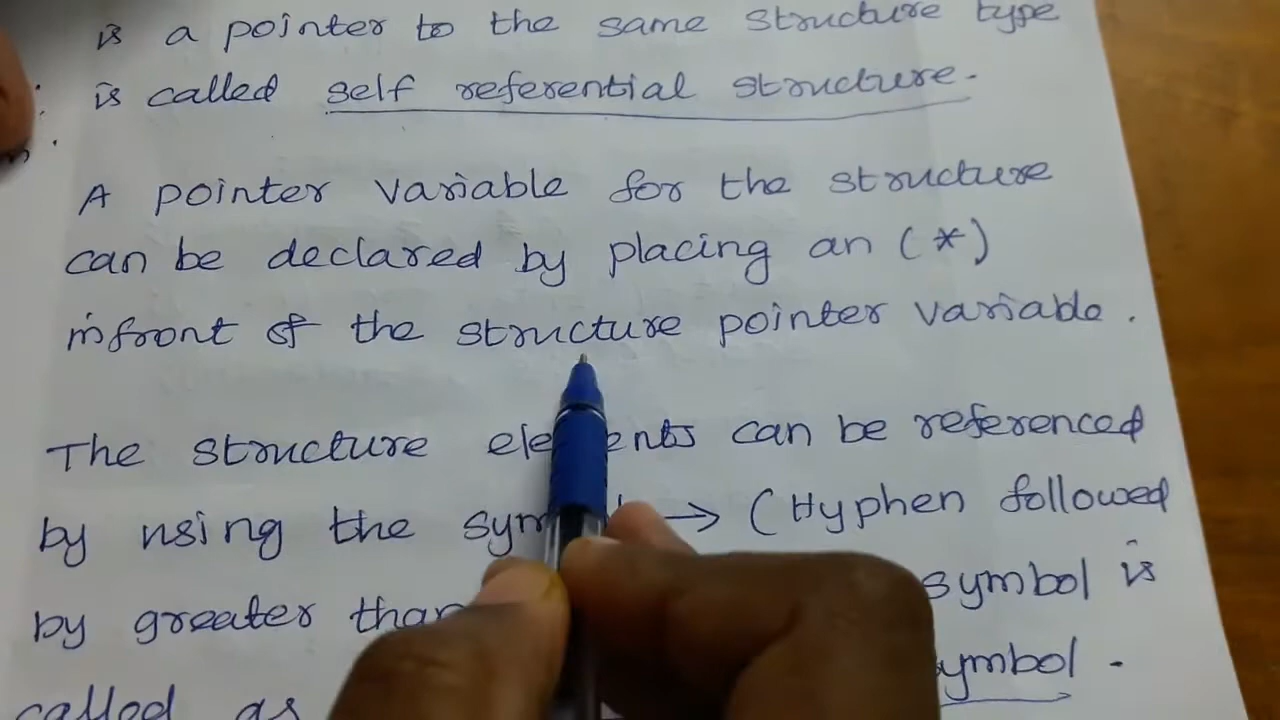 is a pointer to the same structure type
is called self referential structure.
A pointer variable for the structure
can be declared by placing an (*)
infront of the structure pointer variable.
The structure elements can be referenced
by using the → (Hyphen followed
by greater than symbol is
called as symbol.